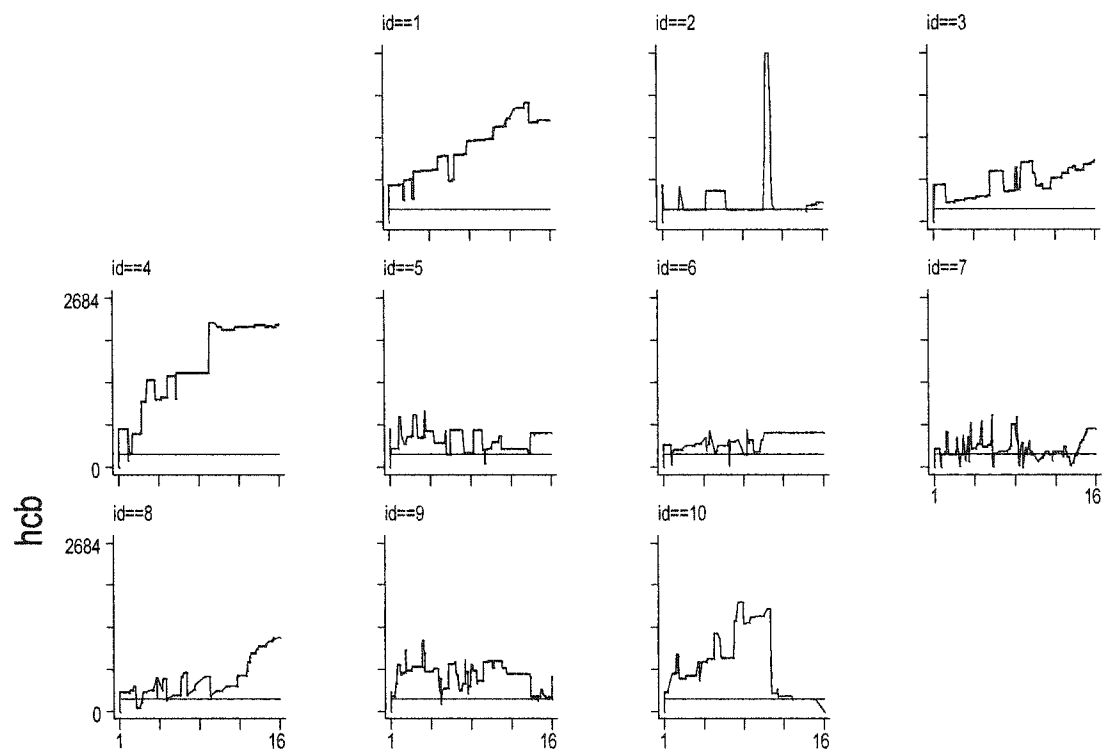 id==1 id==2 id==3
id==4 id==5 id==6 id==7
2684
0
1 16
id==8 id==9 id==10
hcb
2684
0
1 16 1 16 1 16